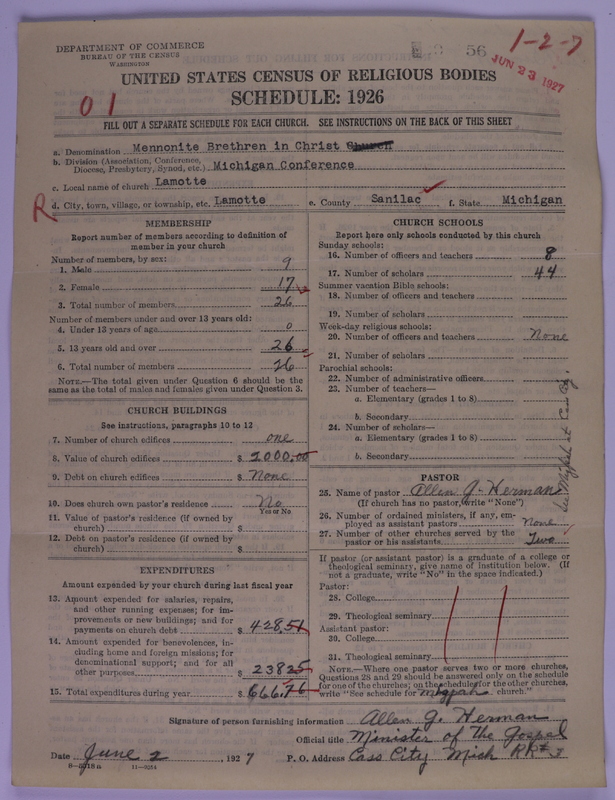 DEPARTMENT OF COMMERCE
BUREAU OF THE CENSUS
WASHINGTON
56
1-2-7
JUN 23 1927
UNITED STATES CENSUS OF RELIGIOUS BODIES
SCHEDULE: 1926
01
FILL OUT A SEPARATE SCHEDULE FOR EACH CHURCH. SEE INSTRUCTIONS ON THE BACK OF THIS SHEET
a. Denomination Mennonite Brethren in Christ Church
b. Division (Association, Conference, Diocese, Presbytery, Synod, etc.) Michigan Conference
c. Local name of church Lamotte
R
d. City, town, village, or township, etc. Lamotte e. County Sanilac f. State Michigan
MEMBERSHIP
Report number of members according to definition of
member in your church
Number of members, by sex:
1. Male 9
2. Female 17
3. Total number of members 26
Number of members under and over 13 years old:
4. Under 13 years of age 0
5. 13 years old and over 26
6. Total number of members 26
NOTE.—The total given under Question 6 should be
same as the total of males and females given under Question 3.
CHURCH BUILDINGS
See instructions, paragraphs 10 to 12
7. Number of church edifices one
8. Value of church edifices $ 2000.00
9. Debt on church edifices $ None
10. Does church own pastor's residence No
Yes or No
11. Value of pastor's residence (if owned by
church) $
12. Debt on pastor's residence (if owned by
church) $
EXPENDITURES
Amount expended by your church during last fiscal year
13. Amount expended for salaries, repairs,
and other running expenses; for im-
provements or new buildings; and for
payments on church debt $ 428.51
14. Amount expended for benevolences, in-
cluding home and foreign missions; for
denominational support; and for all
other purposes 238.25
15. Total expenditures during year $ 666.76
CHURCH SCHOOLS
Report here only schools conducted by this church
Sunday schools:
16. Number of officers and teachers 8
17. Number of scholars 44
Summer vacation Bible schools:
18. Number of officers and teachers
19. Number of scholars
Week-day religious schools:
20. Number of officers and teachers None
21. Number of scholars
Parochial schools:
22. Number of administrative officers
23. Number of teachers—
a. Elementary (grades 1 to 8)
b. Secondary
24. Number of scholars—
a. Elementary (grades 1 to 8)
b. Secondary
See Mizpah at Cass Cy.
PASTOR
25. Name of pastor Allen G. Herman
(If church has no pastor, write "None")
26. Number of ordained ministers, if any, em-
ployed as assistant pastors None
27. Number of other churches served by the
pastor or his assistants Two
If pastor (or assistant pastor) is a graduate of a college or
theological seminary, give name of institution below. (If
not a graduate, write "No" in the space indicated.)
Pastor:
28. College
29. Theological seminary
Assistant pastor:
30. College
31. Theological seminary
NOTE.—Where one pastor serves two or more churches,
Questions 28 and 29 should be answered only on the schedule
for one of the churches; on the schedules for the other churches,
write "See schedule for mizpah church."
Signature of person furnishing information Allen G. Herman
Official title Minister of The Gospel
Date June 2 1927 P. O. Address Cass City Mich RR#3
11—9254